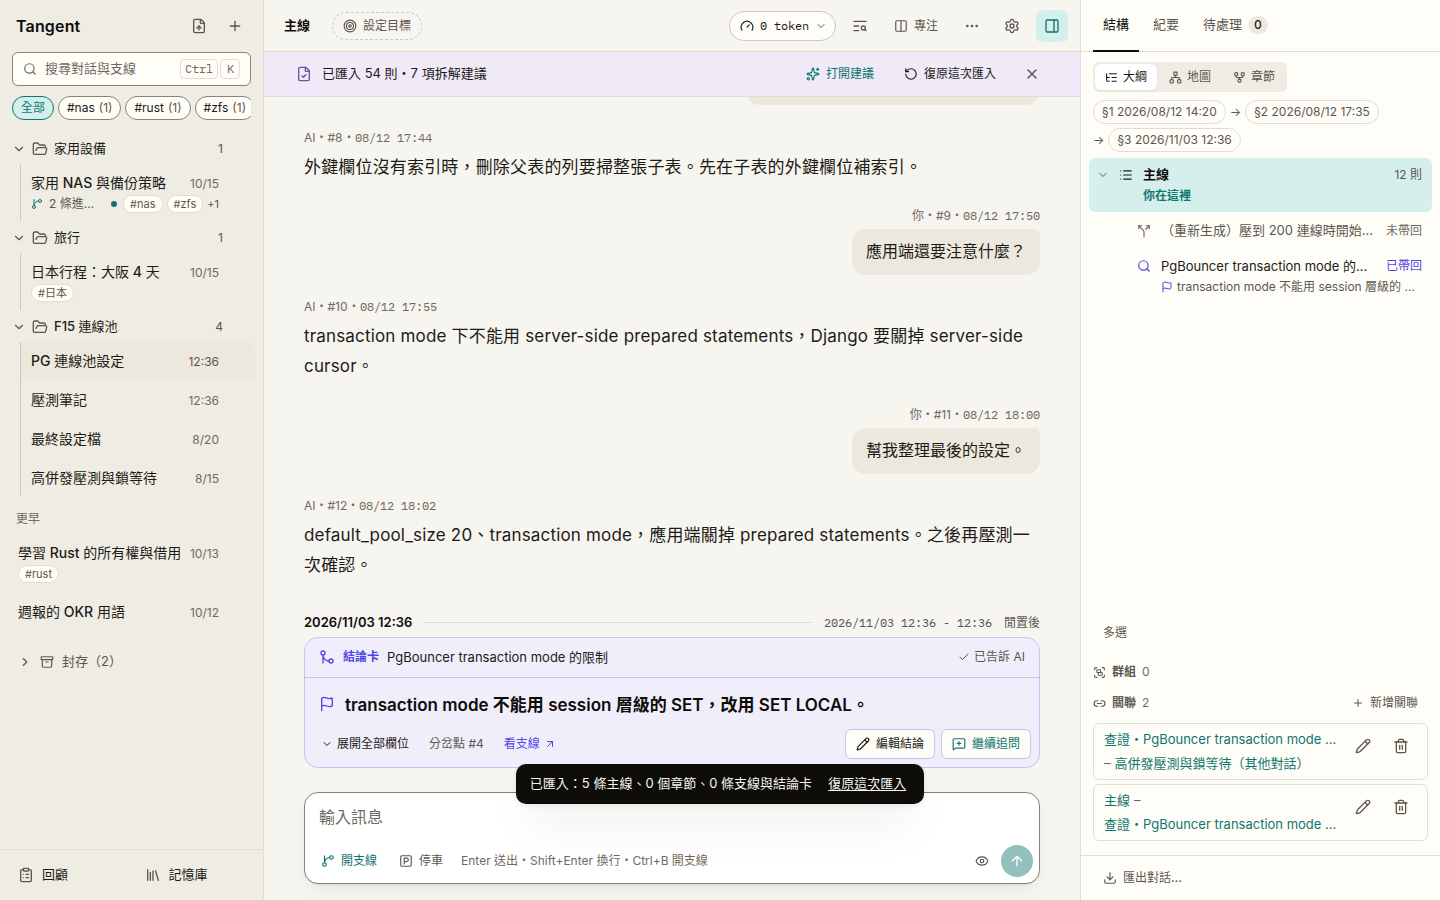 Tangent
搜尋對話與支線 Ctrl K
全部 #nas (1) #rust (1) #zfs (1)
家用設備 1
家用 NAS 與備份策略 10/15
2 條進... #nas #zfs +1
旅行 1
日本行程：大阪 4 天 10/15
#日本
F15 連線池 4
PG 連線池設定 12:36
壓測筆記 12:36
最終設定檔 8/20
高併發壓測與鎖等待 8/15
更早
學習 Rust 的所有權與借用 10/13
#rust
週報的 OKR 用語 10/12
封存（2）
回顧 記憶庫
主線 設定目標 0 token 專注
已匯入 54 則・7 項拆解建議 打開建議 復原這次匯入
AI・#8・08/12 17:44
外鍵欄位沒有索引時，刪除父表的列要掃整張子表。先在子表的外鍵欄位補索引。
你・#9・08/12 17:50
應用端還要注意什麼？
AI・#10・08/12 17:55
transaction mode 下不能用 server-side prepared statements，Django 要關掉 server-side
cursor。
你・#11・08/12 18:00
幫我整理最後的設定。
AI・#12・08/12 18:02
default_pool_size 20、transaction mode，應用端關掉 prepared statements。之後再壓測一
次確認。
2026/11/03 12:36 2026/11/03 12:36 - 12:36 閒置後
結論卡 PgBouncer transaction mode 的限制 已告訴 AI
transaction mode 不能用 session 層級的 SET，改用 SET LOCAL。
展開全部欄位 分岔點 #4 看支線 編輯結論 繼續追問
已匯入：5 條主線、0 個章節、0 條支線與結論卡 復原這次匯入
輸入訊息
開支線 停車 Enter 送出・Shift+Enter 換行・Ctrl+B 開支線
結構 紀要 待處理 0
大綱 地圖 章節
§1 2026/08/12 14:20 → §2 2026/08/12 17:35
→ §3 2026/11/03 12:36
主線 12 則
你在這裡
（重新生成）壓到 200 連線時開始... 未帶回
PgBouncer transaction mode 的... 已帶回
transaction mode 不能用 session 層級的 ...
多選
群組 0
關聯 2 新增關聯
查證・PgBouncer transaction mode ...
– 高併發壓測與鎖等待（其他對話）
主線 –
查證・PgBouncer transaction mode ...
匯出對話...